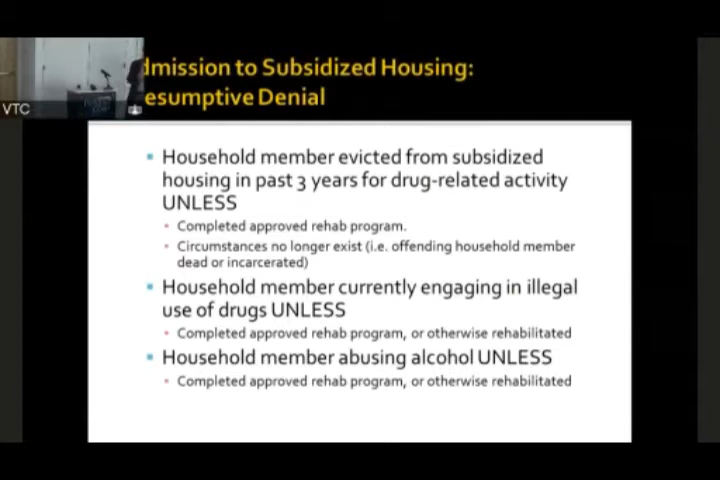 dmission to Subsidized Housing:
esumptive Denial
VTC
Household member evicted from subsidized
housing in past 3 years for drug-related activity
UNLESS
Completed approved rehab program.
Circumstances no longer exist (i.e. offending household member
dead or incarcerated)
Household member currently engaging in illegal
use of drugs UNLESS
Completed approved rehab program, or otherwise rehabilitated
Household member abusing alcohol UNLESS
Completed approved rehab program, or otherwise rehabilitated